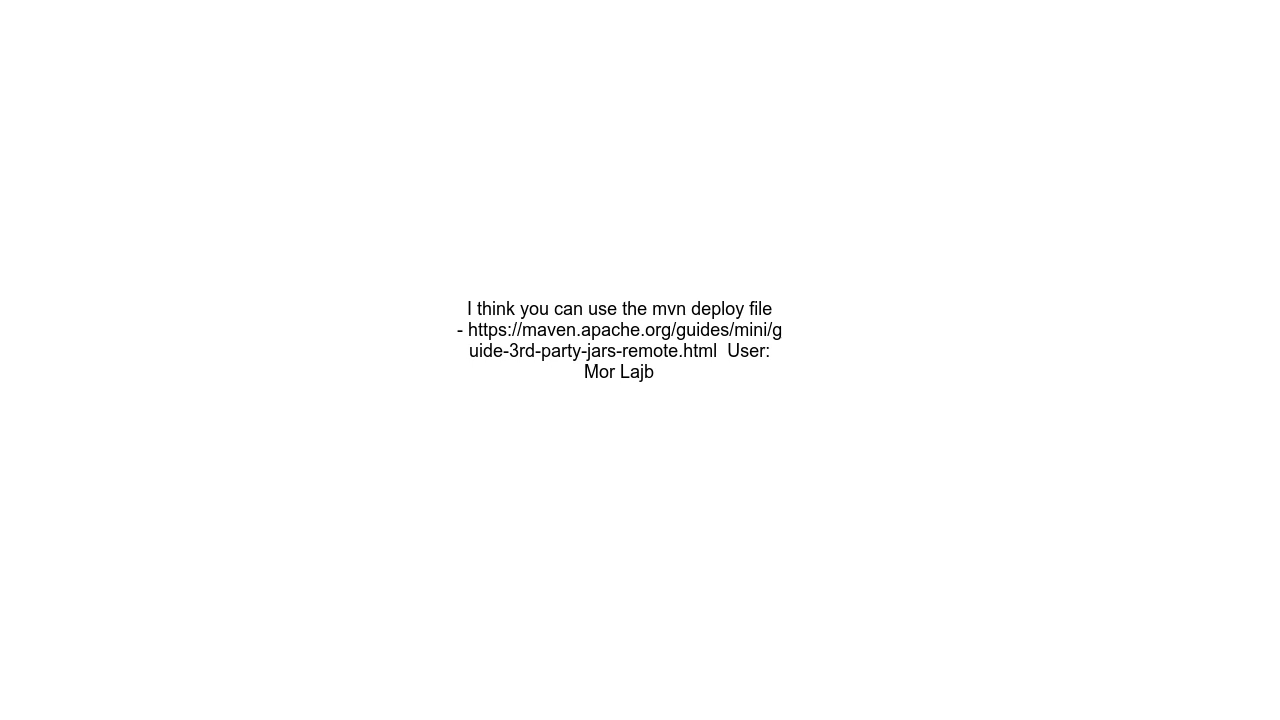 I think you can use the mvn deploy file
- https://maven.apache.org/guides/mini/g
uide-3rd-party-jars-remote.html  User:
Mor Lajb